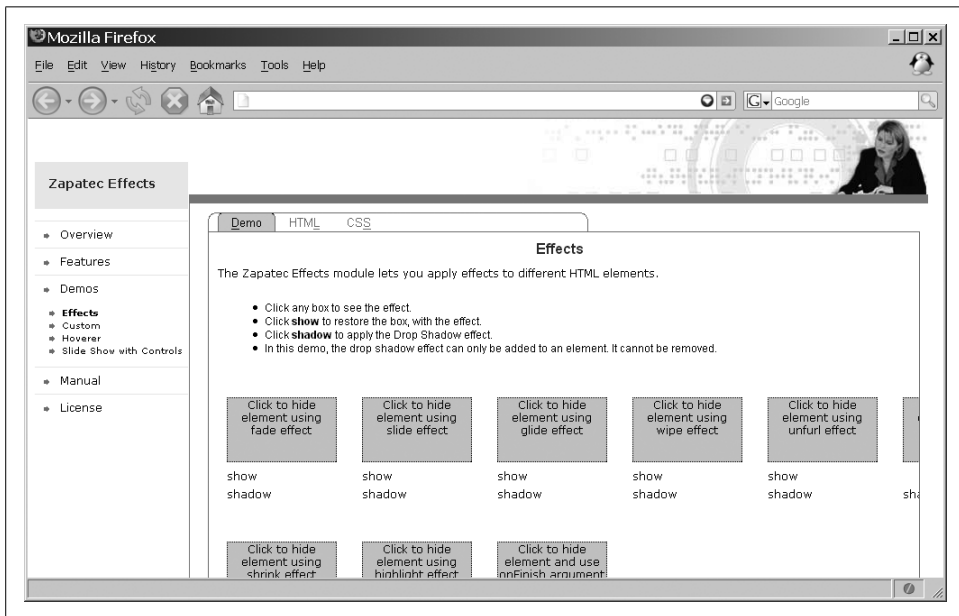 Mozilla Firefox
File Edit View History Bookmarks Tools Help
G Google
Zapatec Effects
Overview
Features
Demos
Effects
Custom
Hoverer
Slide Show with Controls
Manual
License
Demo HTML CSS
Effects
The Zapatec Effects module lets you apply effects to different HTML elements.
Click any box to see the effect.
Click show to restore the box, with the effect.
Click shadow to apply the Drop Shadow effect.
In this demo, the drop shadow effect can only be added to an element. It cannot be removed.
Click to hide
element using
fade effect
show
shadow
Click to hide
element using
slide effect
show
shadow
Click to hide
element using
glide effect
show
shadow
Click to hide
element using
wipe effect
show
shadow
Click to hide
element using
unfurl effect
show
shadow
Click to hide
element using
shrink effect
Click to hide
element using
highlight effect
Click to hide
element and use
onFinish argument